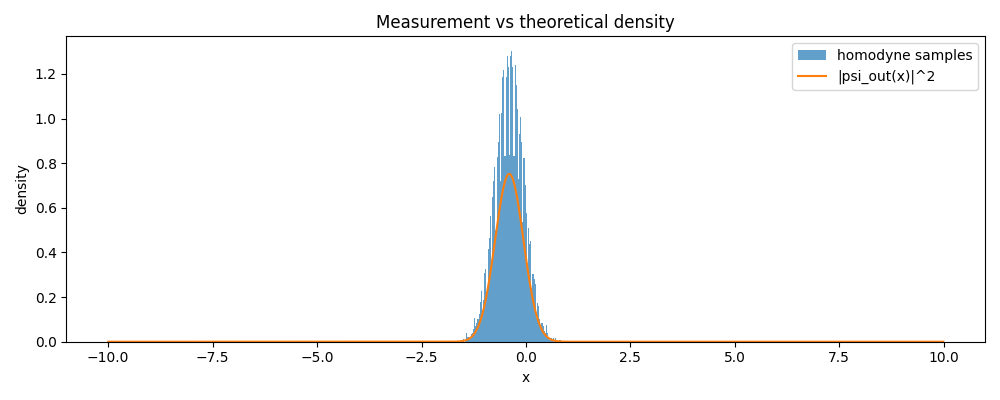 Measurement vs theoretical density
homodyne samples
|psi_out(x)|^2
density
1.2
1.0
0.8
0.6
0.4
0.2
0.0
−10.0 −7.5 −5.0 −2.5 0.0 2.5 5.0 7.5 10.0
x